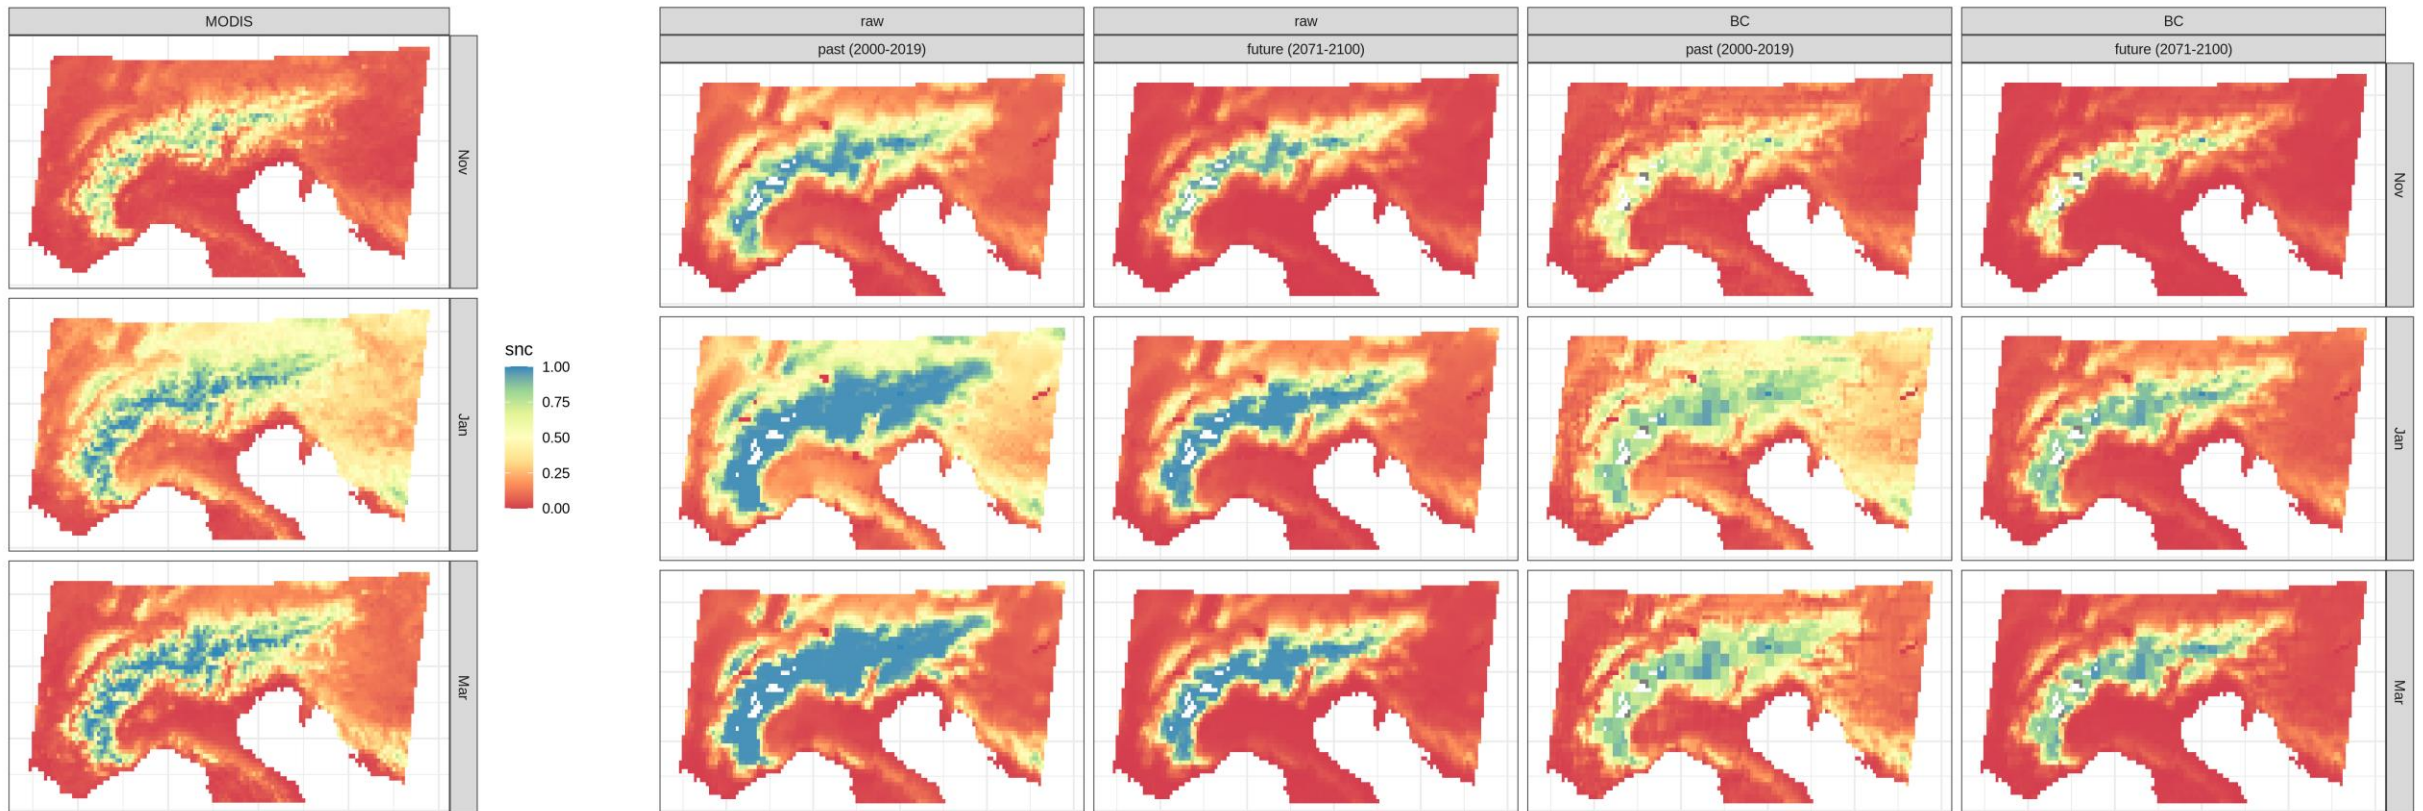 MODIS
Nov
Jan
Mar
snc
1.00
0.75
0.50
0.25
0.00
raw
raw
BC
BC
past (2000-2019)
future (2071-2100)
past (2000-2019)
future (2071-2100)
Nov
Jan
Mar